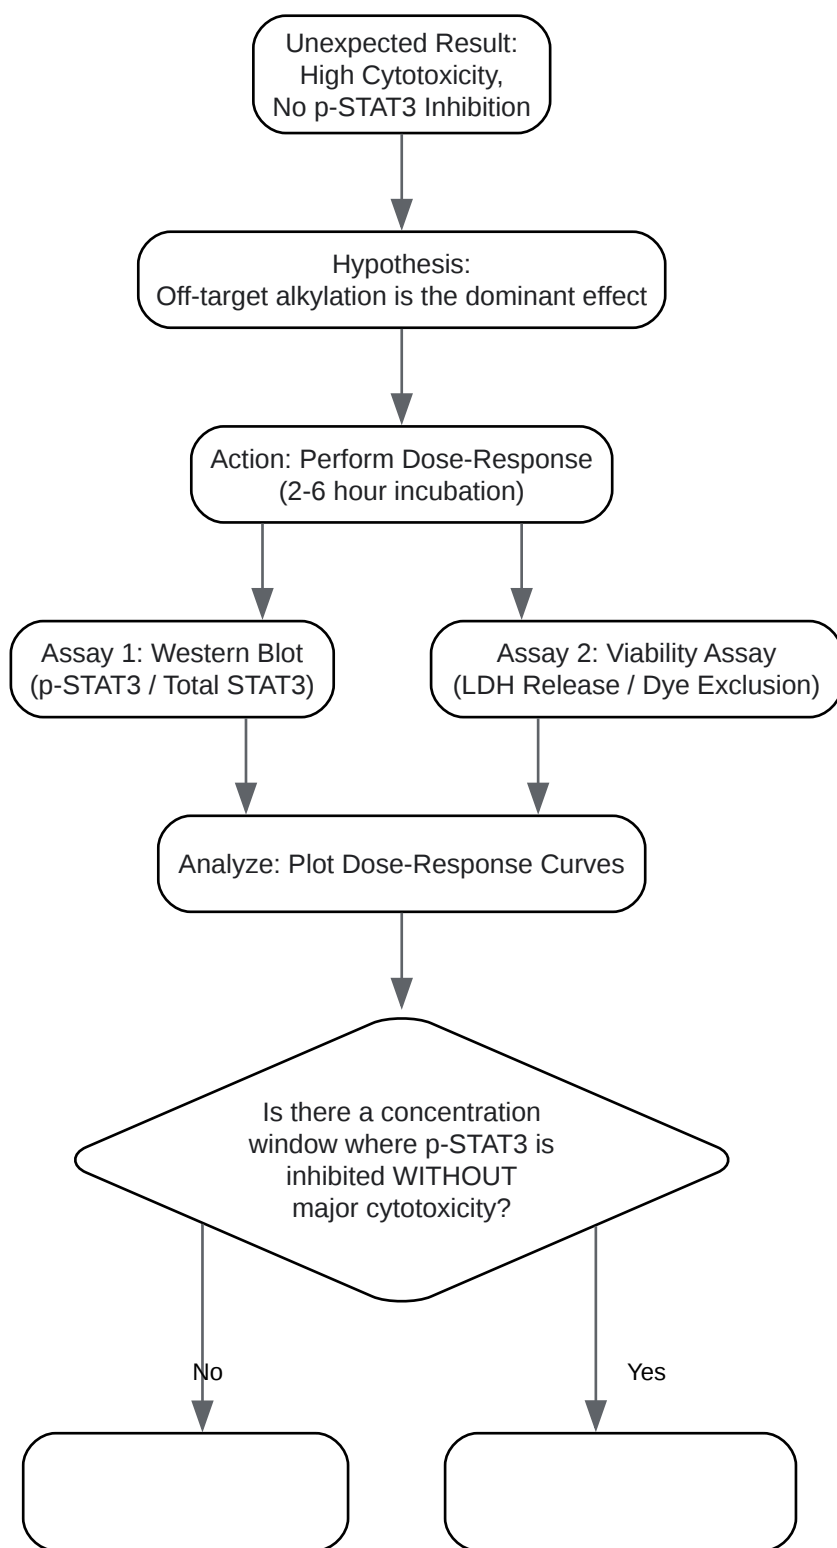 Unexpected Result:
High Cytotoxicity,
No p-STAT3 Inhibition
Hypothesis:
Off-target alkylation is the dominant effect
Action: Perform Dose-Response
(2-6 hour incubation)
Assay 1: Western Blot
(p-STAT3 / Total STAT3)
Assay 2: Viability Assay
(LDH Release / Dye Exclusion)
Analyze: Plot Dose-Response Curves
Is there a concentration
window where p-STAT3 is
inhibited WITHOUT
major cytotoxicity?
No
Yes